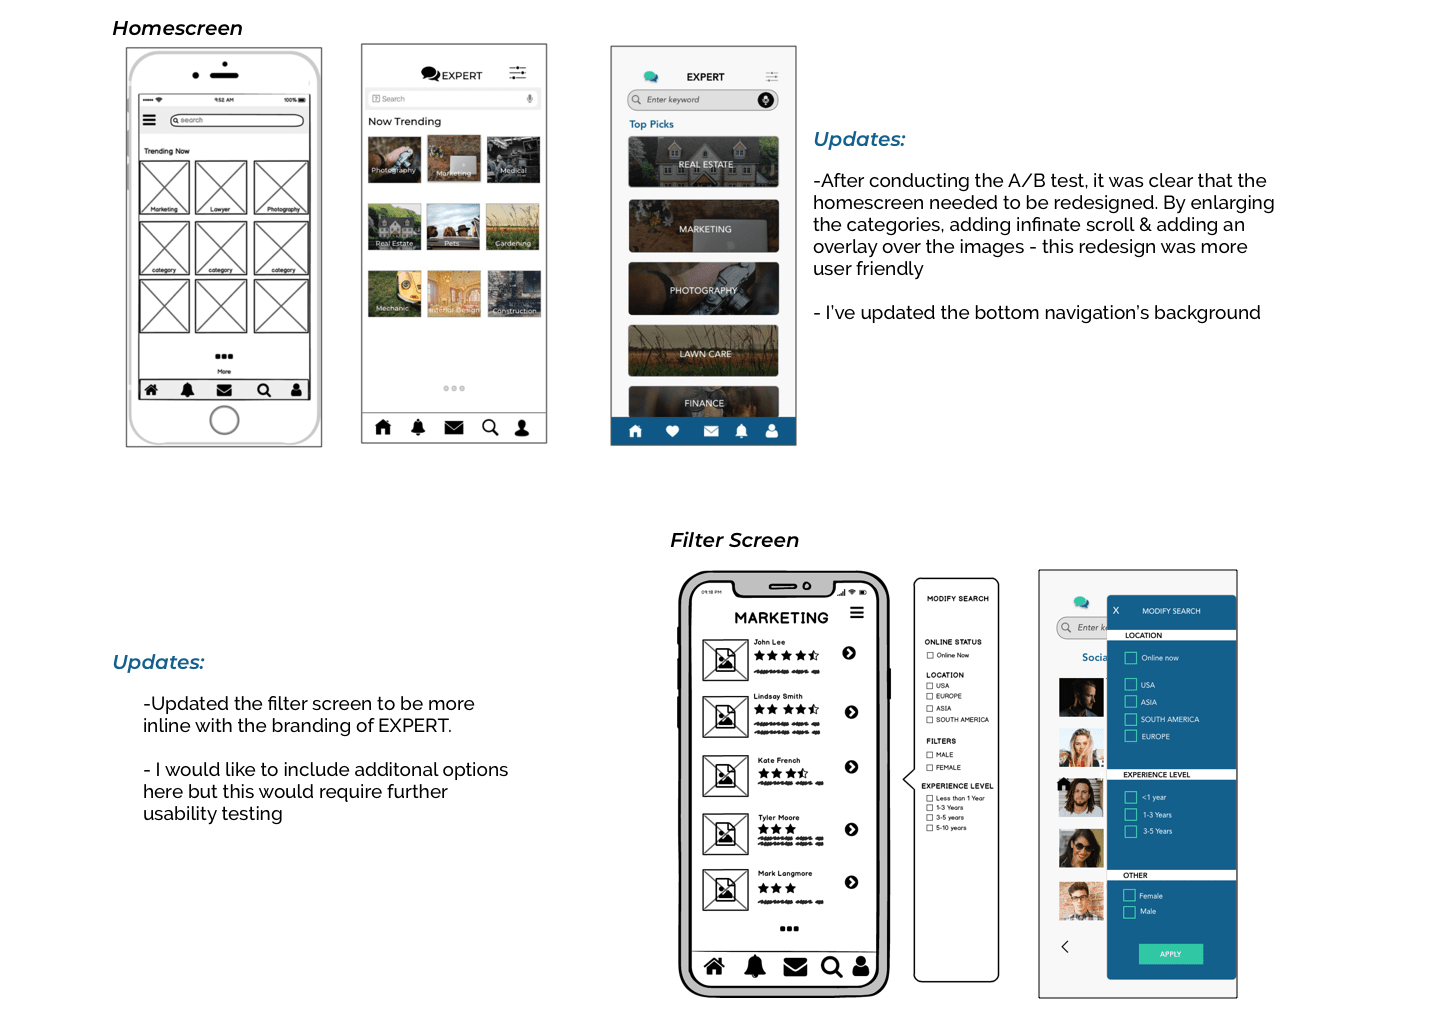 Homescreen
9:52 AM
100%
search
Trending Now
Marketing
Lawyer
Photography
category
category
category
More
EXPERT
Search
Now Trending
Photography
Marketing
Medical
Real Estate
Pets
Gardening
Mechanic
Interior Design
Construction
EXPERT
Enter keyword
Top Picks
REAL ESTATE
MARKETING
PHOTOGRAPHY
LAWN CARE
FINANCE
Updates:
-After conducting the A/B test, it was clear that the
homescreen needed to be redesigned. By enlarging
the categories, adding infinate scroll & adding an
overlay over the images - this redesign was more
user friendly
- I've updated the bottom navigation's background
Updates:
-Updated the filter screen to be more
inline with the branding of EXPERT.
- I would like to include additonal options
here but this would require further
usability testing
Filter Screen
09:18 PM
MARKETING
John Lee
Lindsay Smith
Kate French
Tyler Moore
Mark Langmore
MODIFY SEARCH
ONLINE STATUS
Online Now
LOCATION
USA
EUROPE
ASIA
SOUTH AMERICA
FILTERS
MALE
FEMALE
EXPERIENCE LEVEL
Less than 1 Year
1-3 Years
3-5 years
5-10 years
Enter ke
Socia
X MODIFY SEARCH
LOCATION
Online now
USA
ASIA
SOUTH AMERICA
EUROPE
EXPERIENCE LEVEL
<1 year
1-3 Years
3-5 Years
OTHER
Female
Male
APPLY